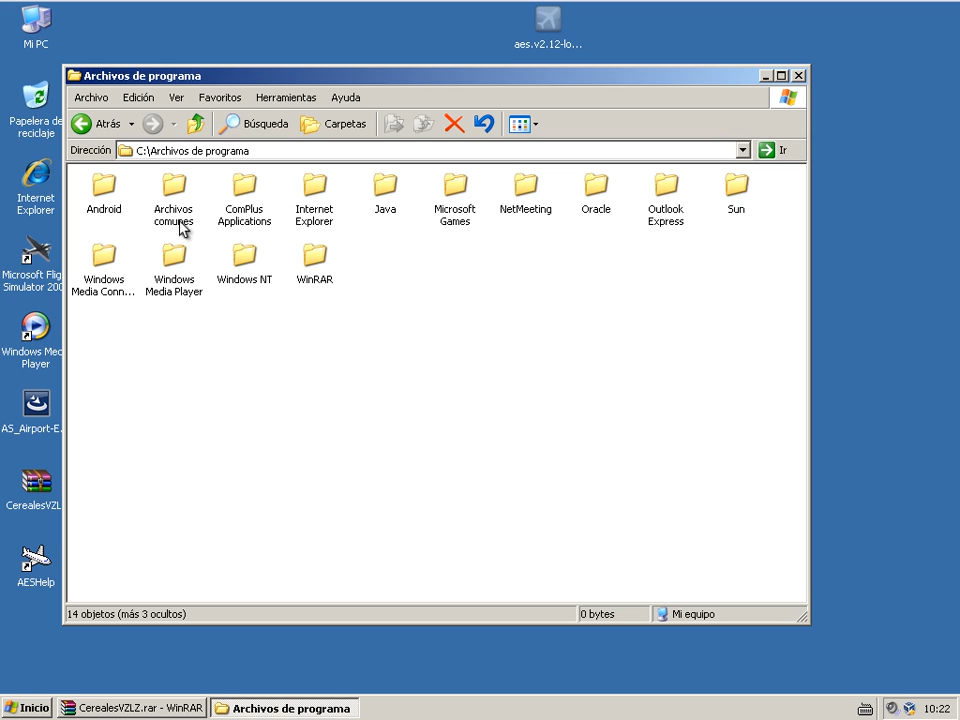 Mi PC
aes.v2.12-lo...
Archivos de programa
Archivo Edición Ver Favoritos Herramientas Ayuda
Atrás Búsqueda Carpetas
Dirección C:\Archivos de programa Ir
Papelera de
reciclaje
Internet
Explorer
Microsoft Flig
Simulator 200
Windows Med
Player
AS_Airport-E.
CerealesVZL
AESHelp
Android
Archivos
comunes
ComPlus
Applications
Internet
Explorer
Java
Microsoft
Games
NetMeeting
Oracle
Outlook
Express
Sun
Windows
Media Conn...
Windows
Media Player
Windows NT
WinRAR
14 objetos (más 3 ocultos) 0 bytes Mi equipo
Inicio CerealesVZLZ.rar - WinRAR Archivos de programa 10:22